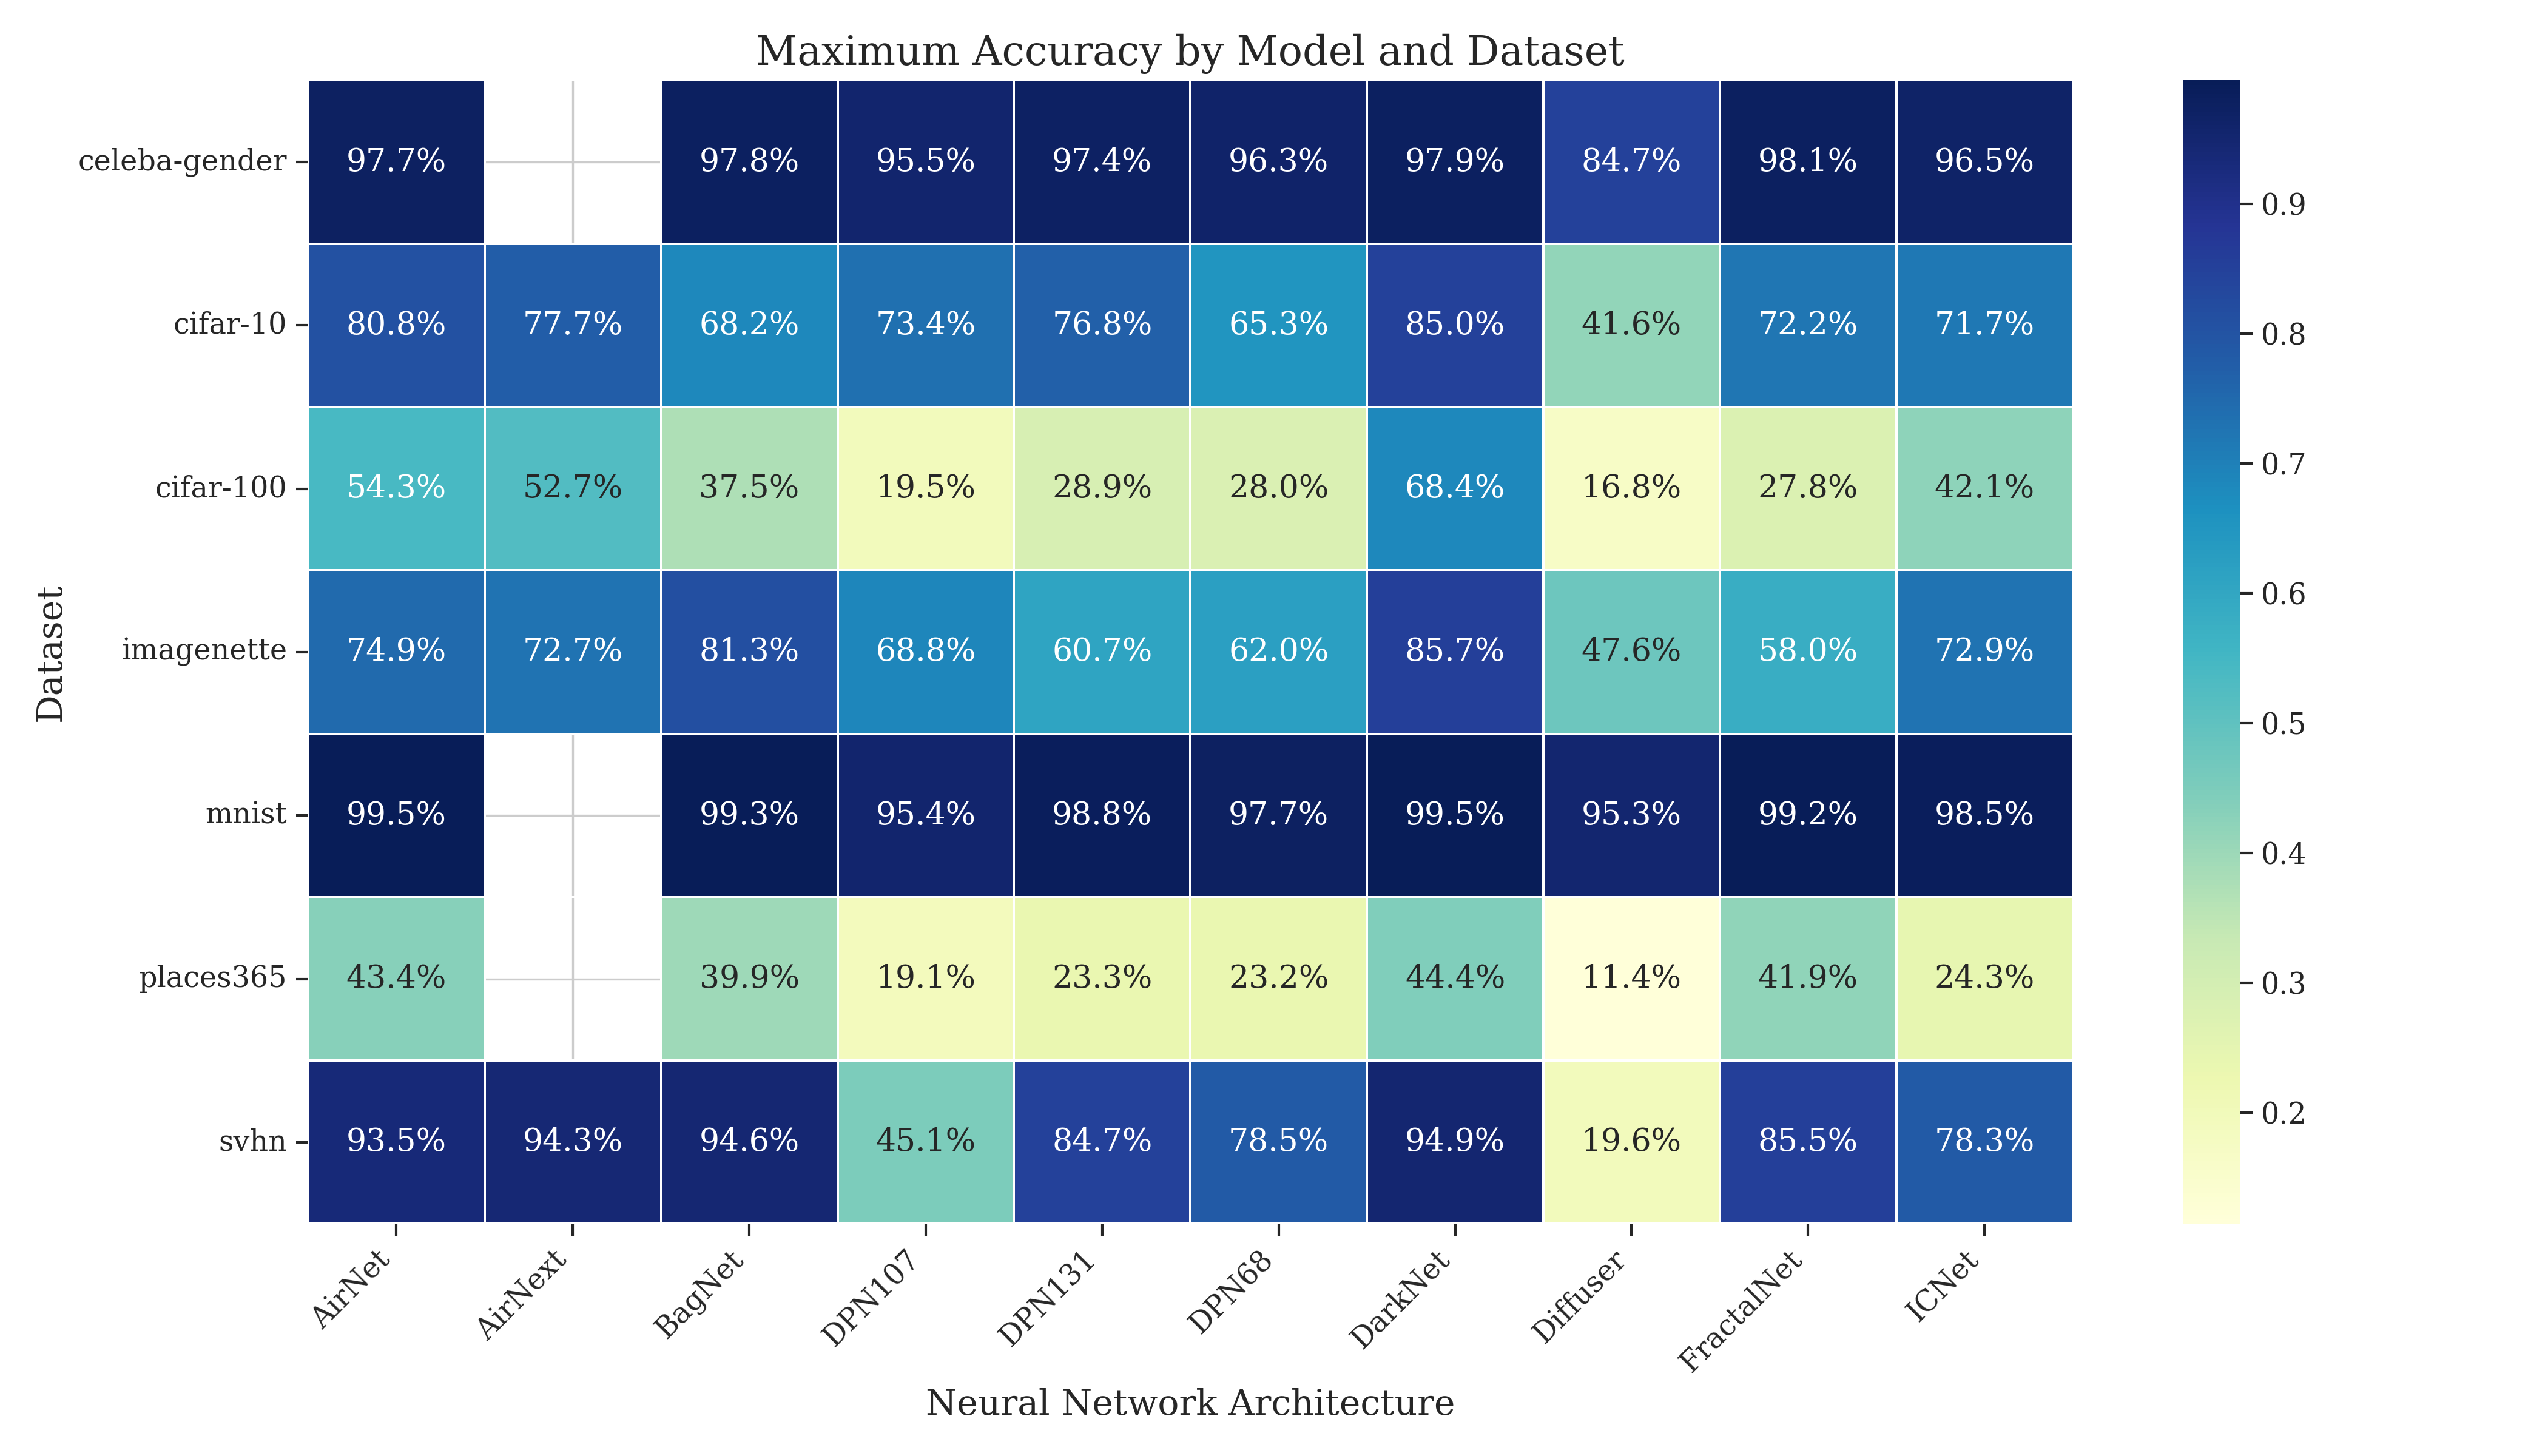 Maximum Accuracy by Model and Dataset
celeba-gender 97.7% 97.8% 95.5% 97.4% 96.3% 97.9% 84.7% 98.1% 96.5%
cifar-10 80.8% 77.7% 68.2% 73.4% 76.8% 65.3% 85.0% 41.6% 72.2% 71.7%
cifar-100 54.3% 52.7% 37.5% 19.5% 28.9% 28.0% 68.4% 16.8% 27.8% 42.1%
imagenette 74.9% 72.7% 81.3% 68.8% 60.7% 62.0% 85.7% 47.6% 58.0% 72.9%
mnist 99.5% 99.3% 95.4% 98.8% 97.7% 99.5% 95.3% 99.2% 98.5%
places365 43.4% 39.9% 19.1% 23.3% 23.2% 44.4% 11.4% 41.9% 24.3%
svhn 93.5% 94.3% 94.6% 45.1% 84.7% 78.5% 94.9% 19.6% 85.5% 78.3%
AirNet AirNext BagNet DPN107 DPN131 DPN68 DarkNet Diffuser FractalNet ICNet
Neural Network Architecture
Dataset
0.9
0.8
0.7
0.6
0.5
0.4
0.3
0.2